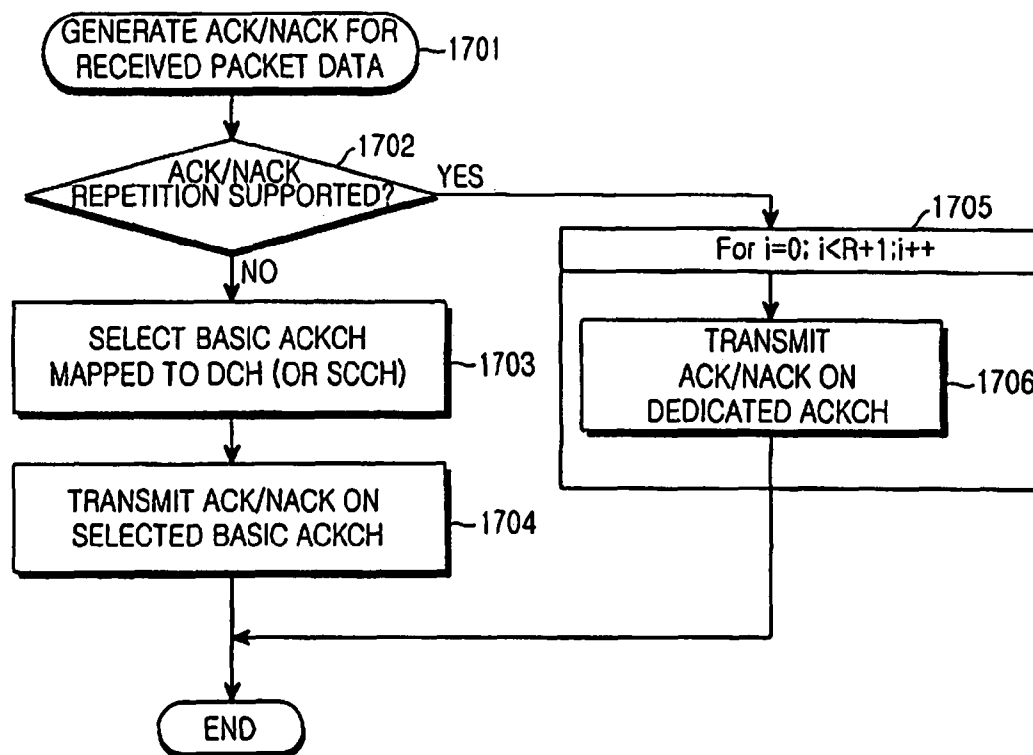 GENERATE ACK/NACK FOR
RECEIVED PACKET DATA
1701
1702
ACK/NACK
REPETITION SUPPORTED?
YES
NO
1705
For i=0; i<R+1;i++
SELECT BASIC ACKCH
MAPPED TO DCH (OR SCCH)
1703
TRANSMIT
ACK/NACK ON
DEDICATED ACKCH
1706
TRANSMIT ACK/NACK ON
SELECTED BASIC ACKCH
1704
END